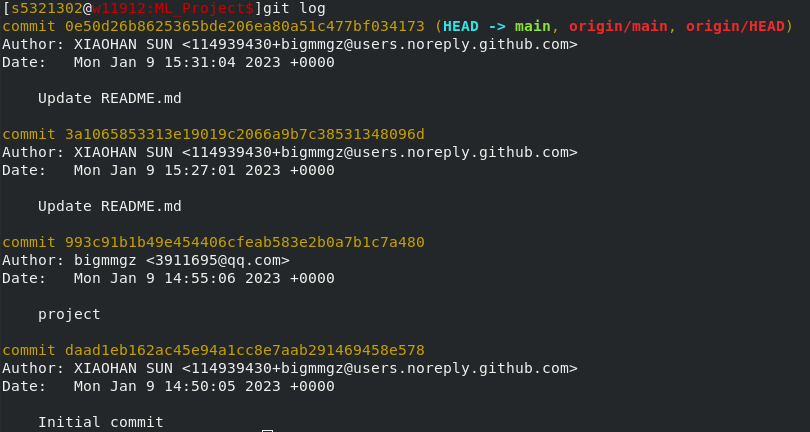 [s5321302@w11912:ML_Project$]git log
commit 0e50d26b8625365bde206ea80a51c477bf034173 (HEAD -> main, origin/main, origin/HEAD)
Author: XIAOHAN SUN <114939430+bigmmgz@users.noreply.github.com>
Date:   Mon Jan 9 15:31:04 2023 +0000
    Update README.md
commit 3a1065853313e19019c2066a9b7c38531348096d
Author: XIAOHAN SUN <114939430+bigmmgz@users.noreply.github.com>
Date:   Mon Jan 9 15:27:01 2023 +0000
    Update README.md
commit 993c91b1b49e454406cfeab583e2b0a7b1c7a480
Author: bigmmgz <3911695@qq.com>
Date:   Mon Jan 9 14:55:06 2023 +0000
    project
commit daad1eb162ac45e94a1cc8e7aab291469458e578
Author: XIAOHAN SUN <114939430+bigmmgz@users.noreply.github.com>
Date:   Mon Jan 9 14:50:05 2023 +0000
    Initial commit